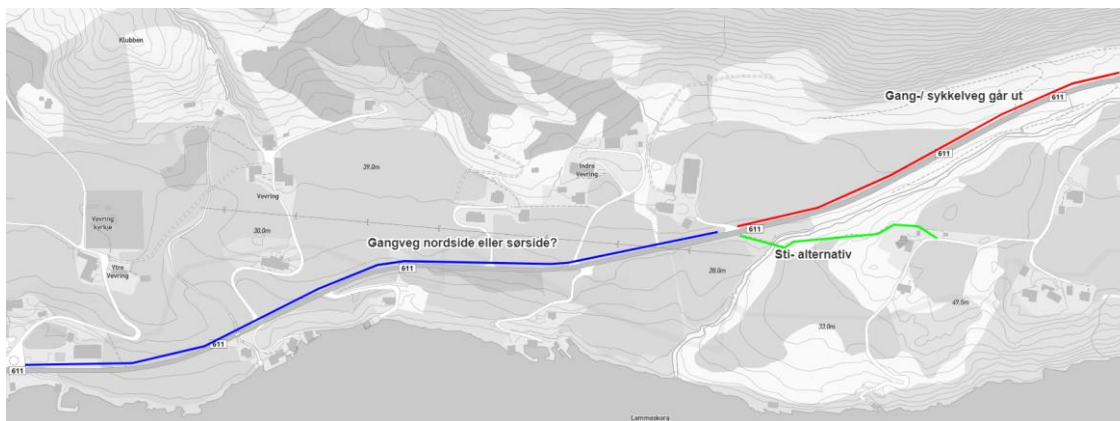 Klubben
Gang-/ sykkelveg går ut
611
611
39.0m
Indre
Vevring
Vevring
Vevring
kyrkje
30.0m
611
Gangveg nordside eller sørside?
Sti- alternativ
Ytre
Vevring
611
28.0m
49.5m
33.0m
611
611
Lammeskora